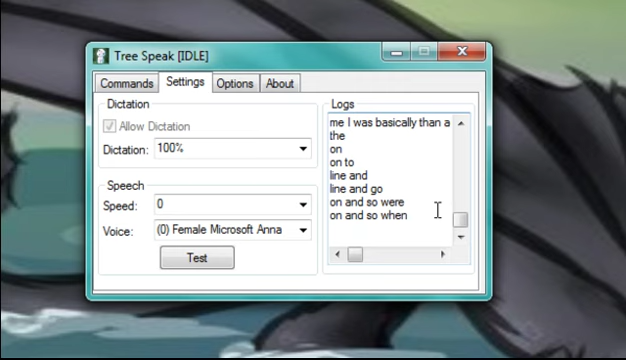 Tree Speak [IDLE]
Commands Settings Options About
Dictation
Allow Dictation
Dictation: 100%
Speech
Speed: 0
Voice: (0) Female Microsoft Anna
Test
Logs
me I was basically than a
the
on
on to
line and
line and go
on and so were
on and so when